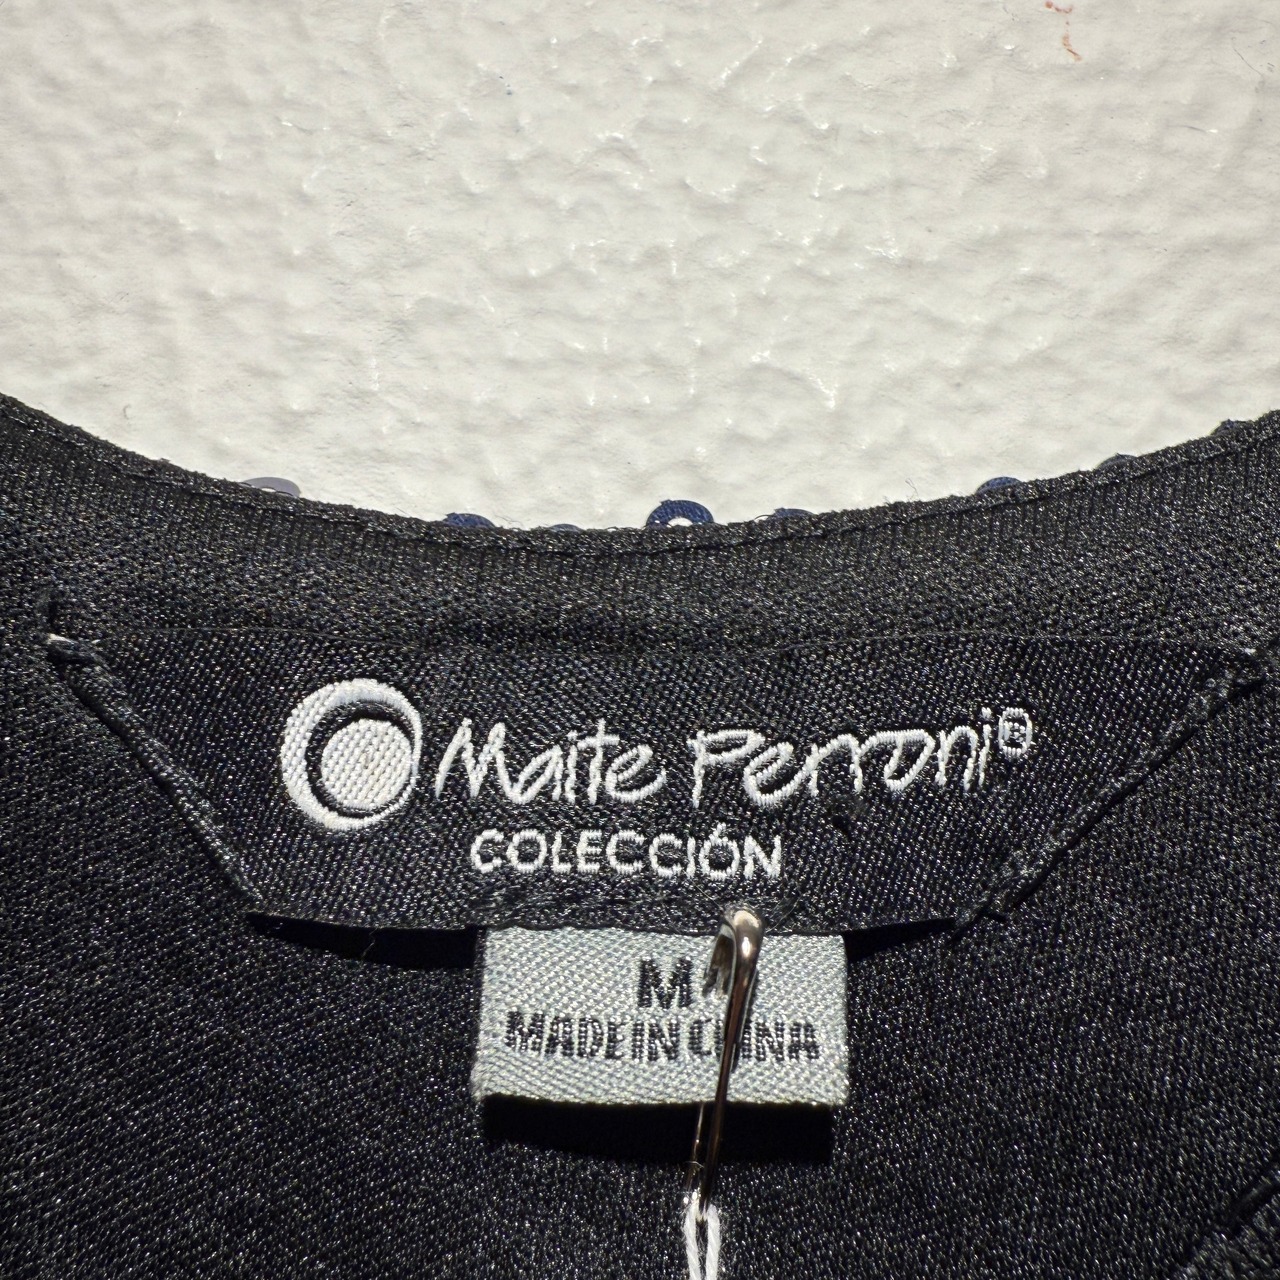 Maite Perroni®
COLECCIÓN
M
MADE IN CHINA